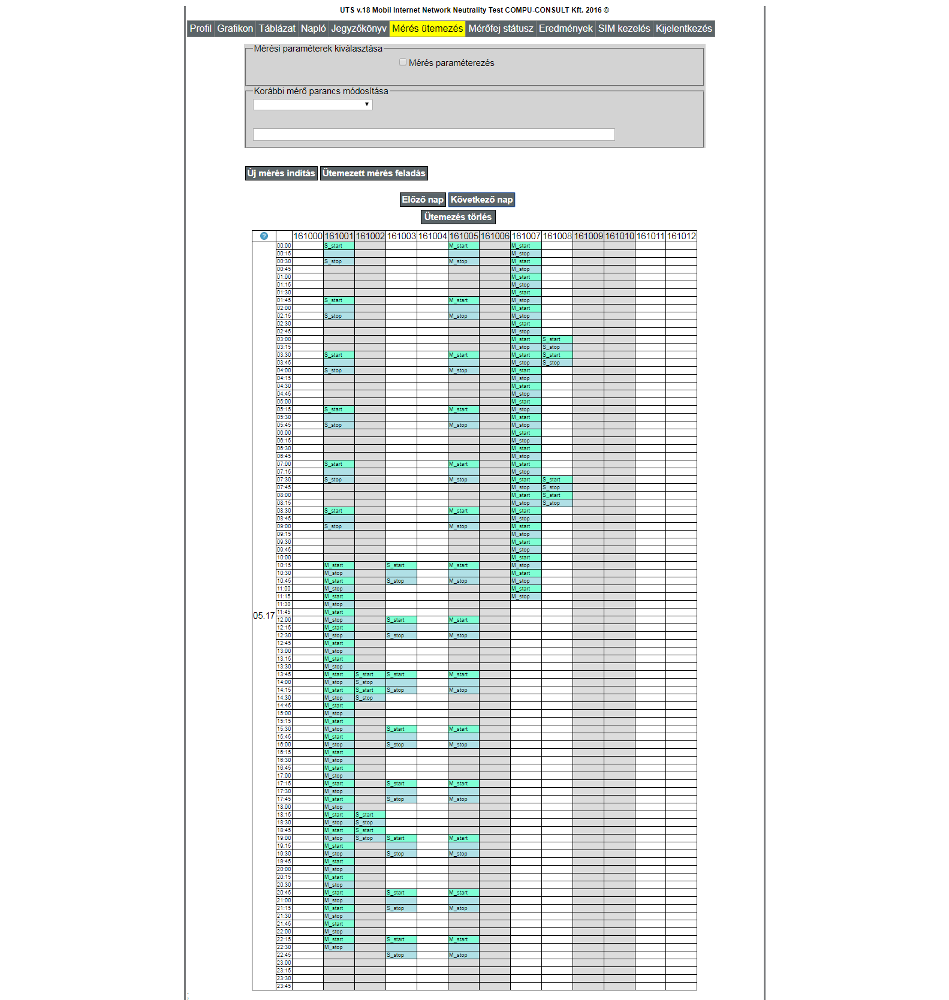 UTS v.18 Mobil Internet Network Neutrality Test COMPU-CONSULT Kft. 2016 ©
Profil Grafikon Táblázat Napló Jegyzőkönyv Mérés ütemezés Mérőfej státusz Eredmények SIM kezelés Kijelentkezés
Mérési paraméterek kiválasztása
Mérés paraméterezés
Korábbi mérő parancs módosítása
Új mérés indítás Ütemezett mérés feladás
Előző nap Következő nap
Ütemezés törlés
? 161000 161001 161002 161003 161004 161005 161006 161007 161008 161009 161010 161011 161012
00:00 S_start M_start M_start
00:15 M_stop
00:30 S_stop M_stop M_start
00:45 M_stop
01:00 M_start
01:15 M_stop
01:30 M_start
01:45 S_start M_start M_stop
02:00 M_start
02:15 S_stop M_stop M_stop
02:30 M_start
02:45 M_stop
03:00 M_start S_start
03:15 M_stop S_stop
03:30 S_start M_start M_start S_start
03:45 M_stop S_stop
04:00 S_stop M_stop M_start
04:15 M_stop
04:30 M_start
04:45 M_stop
05:00 M_start
05:15 S_start M_start M_stop
05:30 M_start
05:45 S_stop M_stop M_stop
06:00 M_start
06:15 M_stop
06:30 M_start
06:45 M_stop
07:00 S_start M_start M_start
07:15 M_stop
07:30 S_stop M_stop M_start S_start
07:45 M_stop S_stop
08:00 M_start S_start
08:15 M_stop S_stop
08:30 S_start M_start M_start
08:45 M_stop
09:00 S_stop M_stop M_start
09:15 M_stop
09:30 M_start
09:45 M_stop
10:00 M_start
10:15 M_start S_start M_start M_stop
10:30 M_stop M_start
10:45 M_start S_stop M_stop M_stop
11:00 M_stop M_start
11:15 M_start M_stop
11:30 M_stop
11:45 M_start
05.17
12:00 M_stop S_start M_start
12:15 M_start
12:30 M_stop S_stop M_stop
12:45 M_start
13:00 M_stop
13:15 M_start
13:30 M_stop
13:45 M_start S_start S_start M_start
14:00 M_stop S_stop
14:15 M_start S_start S_stop M_stop
14:30 M_stop S_stop
14:45 M_start
15:00 M_stop
15:15 M_start
15:30 M_stop S_start M_start
15:45 M_start
16:00 M_stop S_stop M_stop
16:15 M_start
16:30 M_stop
16:45 M_start
17:00 M_stop
17:15 M_start S_start M_start
17:30 M_stop
17:45 M_start S_stop M_stop
18:00 M_stop
18:15 M_start S_start
18:30 M_stop S_stop
18:45 M_start S_start
19:00 M_stop S_stop S_start M_start
19:15 M_start
19:30 M_stop S_stop M_stop
19:45 M_start
20:00 M_stop
20:15 M_start
20:30 M_stop
20:45 M_start S_start M_start
21:00 M_stop
21:15 M_start S_stop M_stop
21:30 M_stop
21:45 M_start
22:00 M_stop
22:15 M_start S_start M_start
22:30 M_stop
22:45 S_stop M_stop
23:00
23:15
23:30
23:45
;